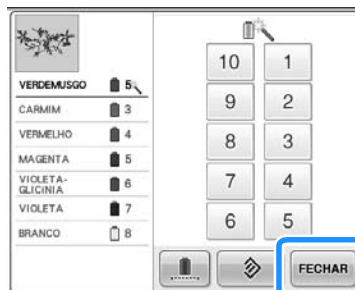 VERDEMUSGO 5
CARMIM 3
VERMELHO 4
MAGENTA 5
VIOLETA-
GLICINIA 6
VIOLETA 7
BRANCO 8
10 1
9 2
8 3
7 4
6 5
FECHAR